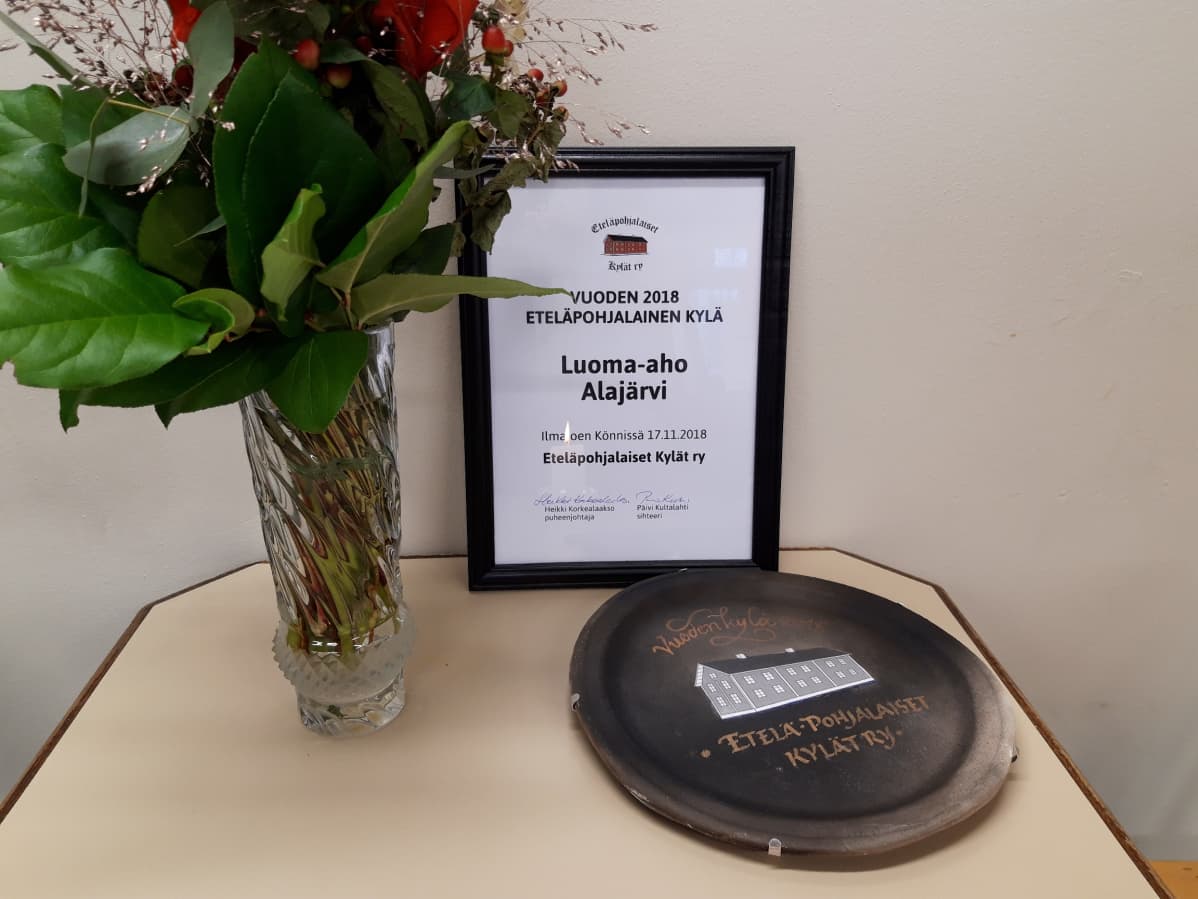 Eteläpohjalaiset
Kylät ry
VUODEN 2018
ETELÄPOHJALAINEN KYLÄ
Luoma-aho
Alajärvi
Ilmajoen Könnissä 17.11.2018
Eteläpohjalaiset Kylät ry
Heikki Korkealaakso
puheenjohtaja
Päivi Kultalahti
sihteeri
Vuoden kylä
ETELÄ-POHJALAISET
KYLÄT RY